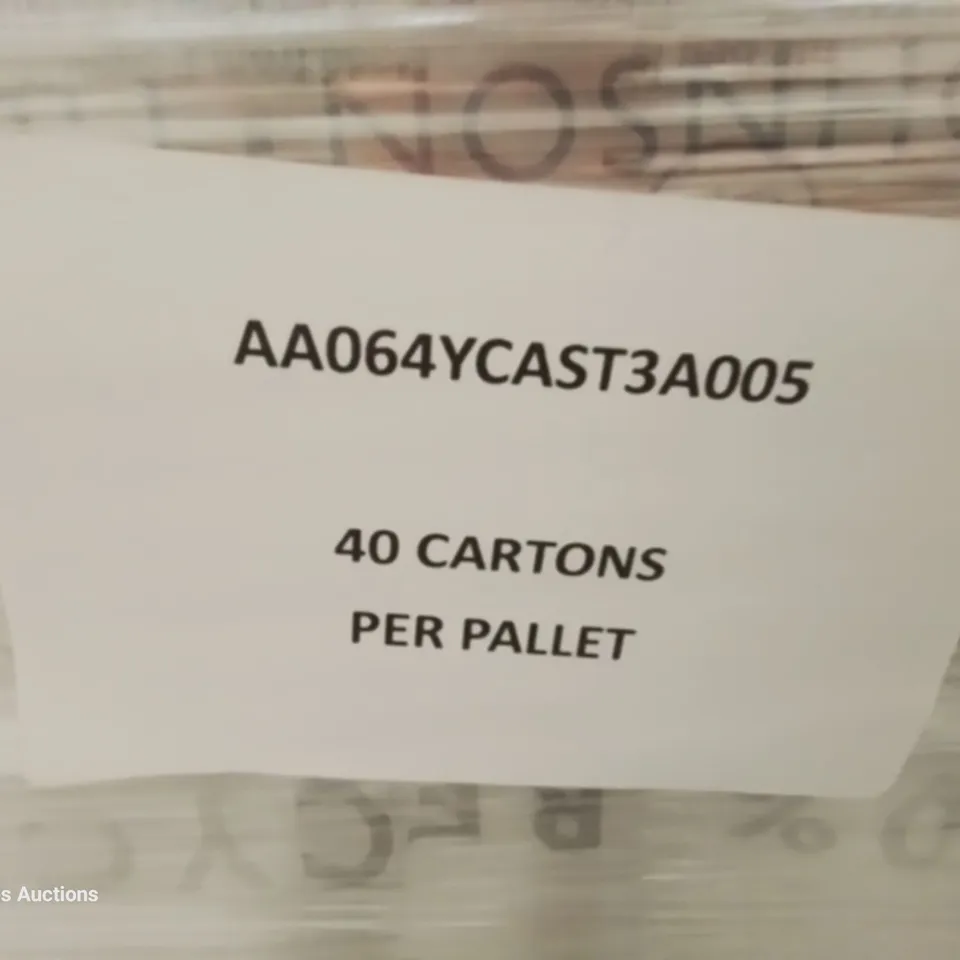 AA064YCAST3A005
40 CARTONS
PER PALLET
s Auctions